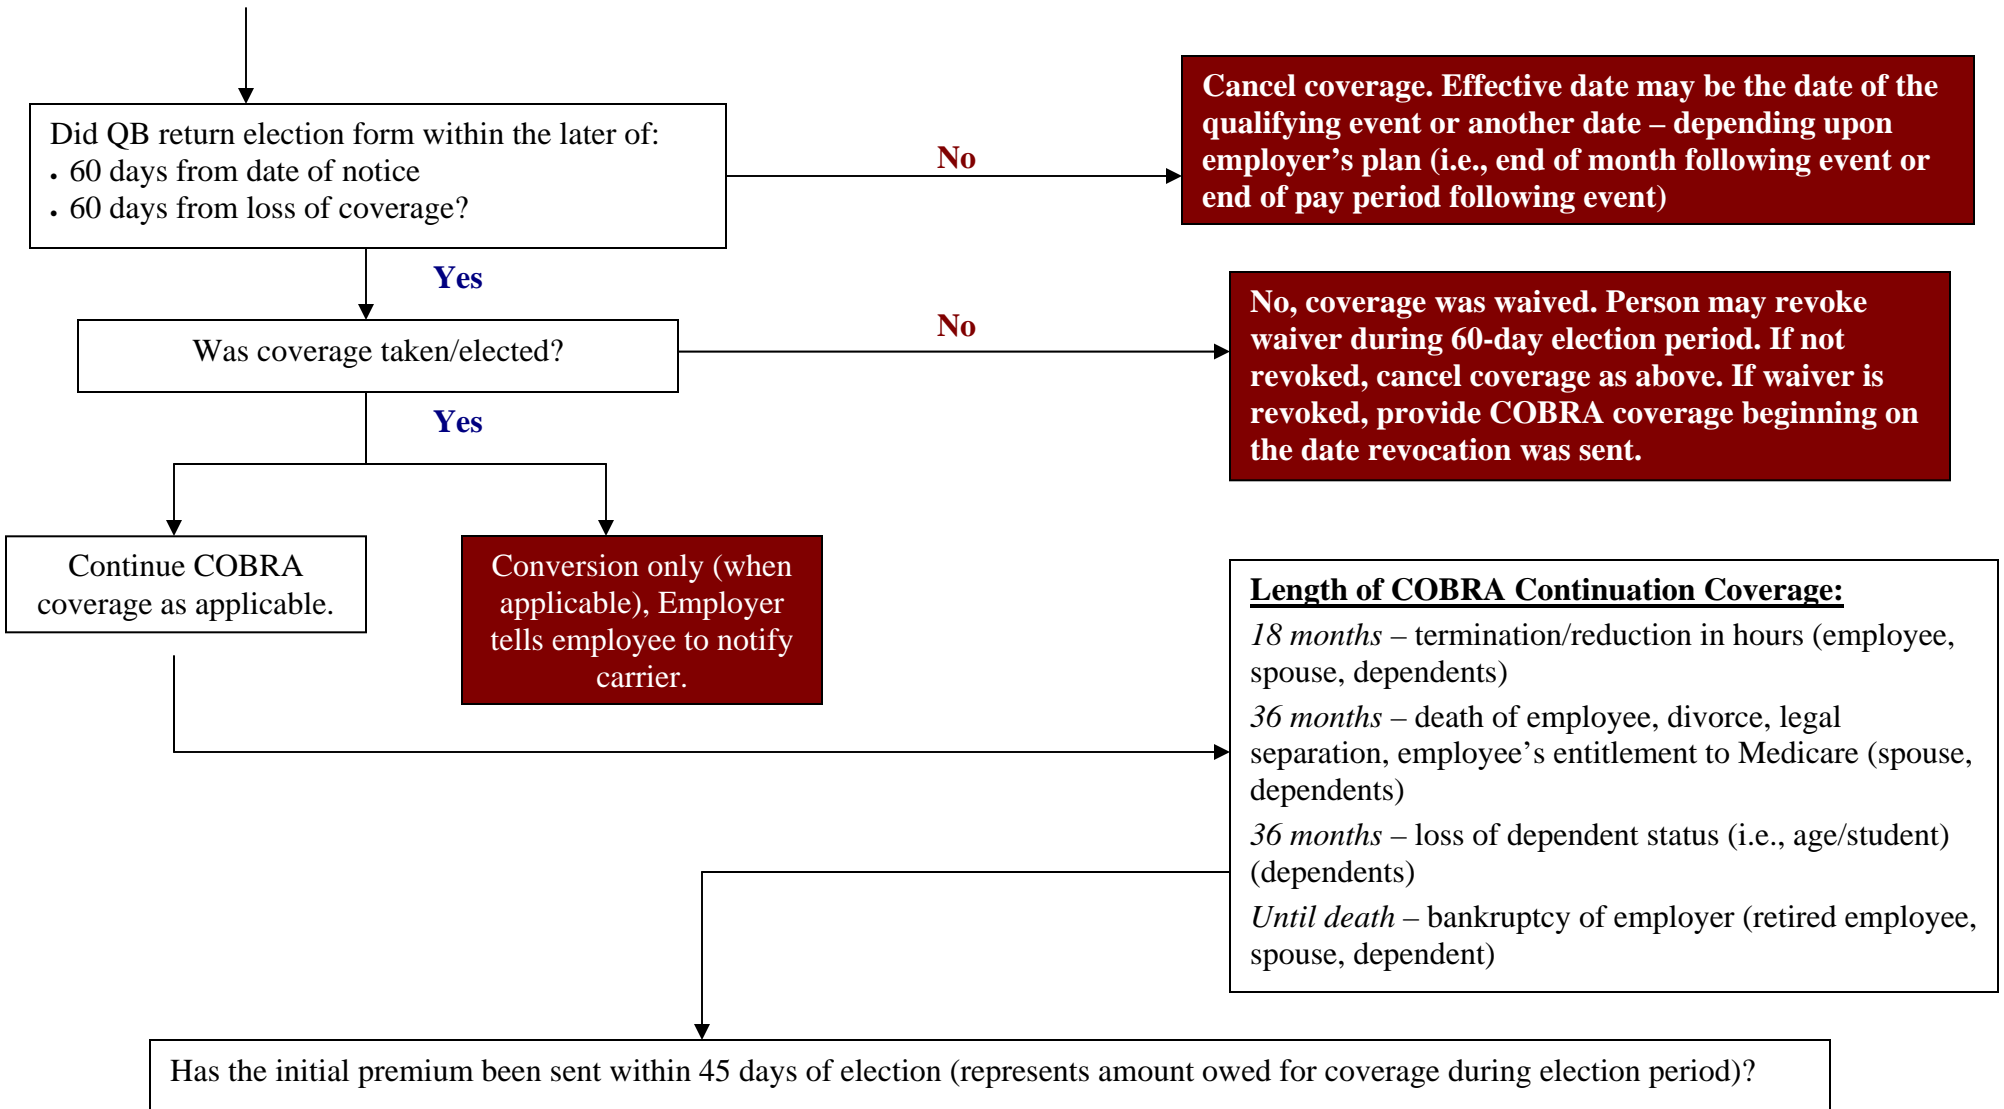 Did QB return election form within the later of:
• 60 days from date of notice
• 60 days from loss of coverage?
No
Cancel coverage. Effective date may be the date of the
qualifying event or another date – depending upon
employer’s plan (i.e., end of month following event or
end of pay period following event)
Yes
Was coverage taken/elected?
No
No, coverage was waived. Person may revoke
waiver during 60-day election period. If not
revoked, cancel coverage as above. If waiver is
revoked, provide COBRA coverage beginning on
the date revocation was sent.
Yes
Continue COBRA
coverage as applicable.
Conversion only (when
applicable), Employer
tells employee to notify
carrier.
Length of COBRA Continuation Coverage:
18 months – termination/reduction in hours (employee,
spouse, dependents)
36 months – death of employee, divorce, legal
separation, employee’s entitlement to Medicare (spouse,
dependents)
36 months – loss of dependent status (i.e., age/student)
(dependents)
Until death – bankruptcy of employer (retired employee,
spouse, dependent)
Has the initial premium been sent within 45 days of election (represents amount owed for coverage during election period)?